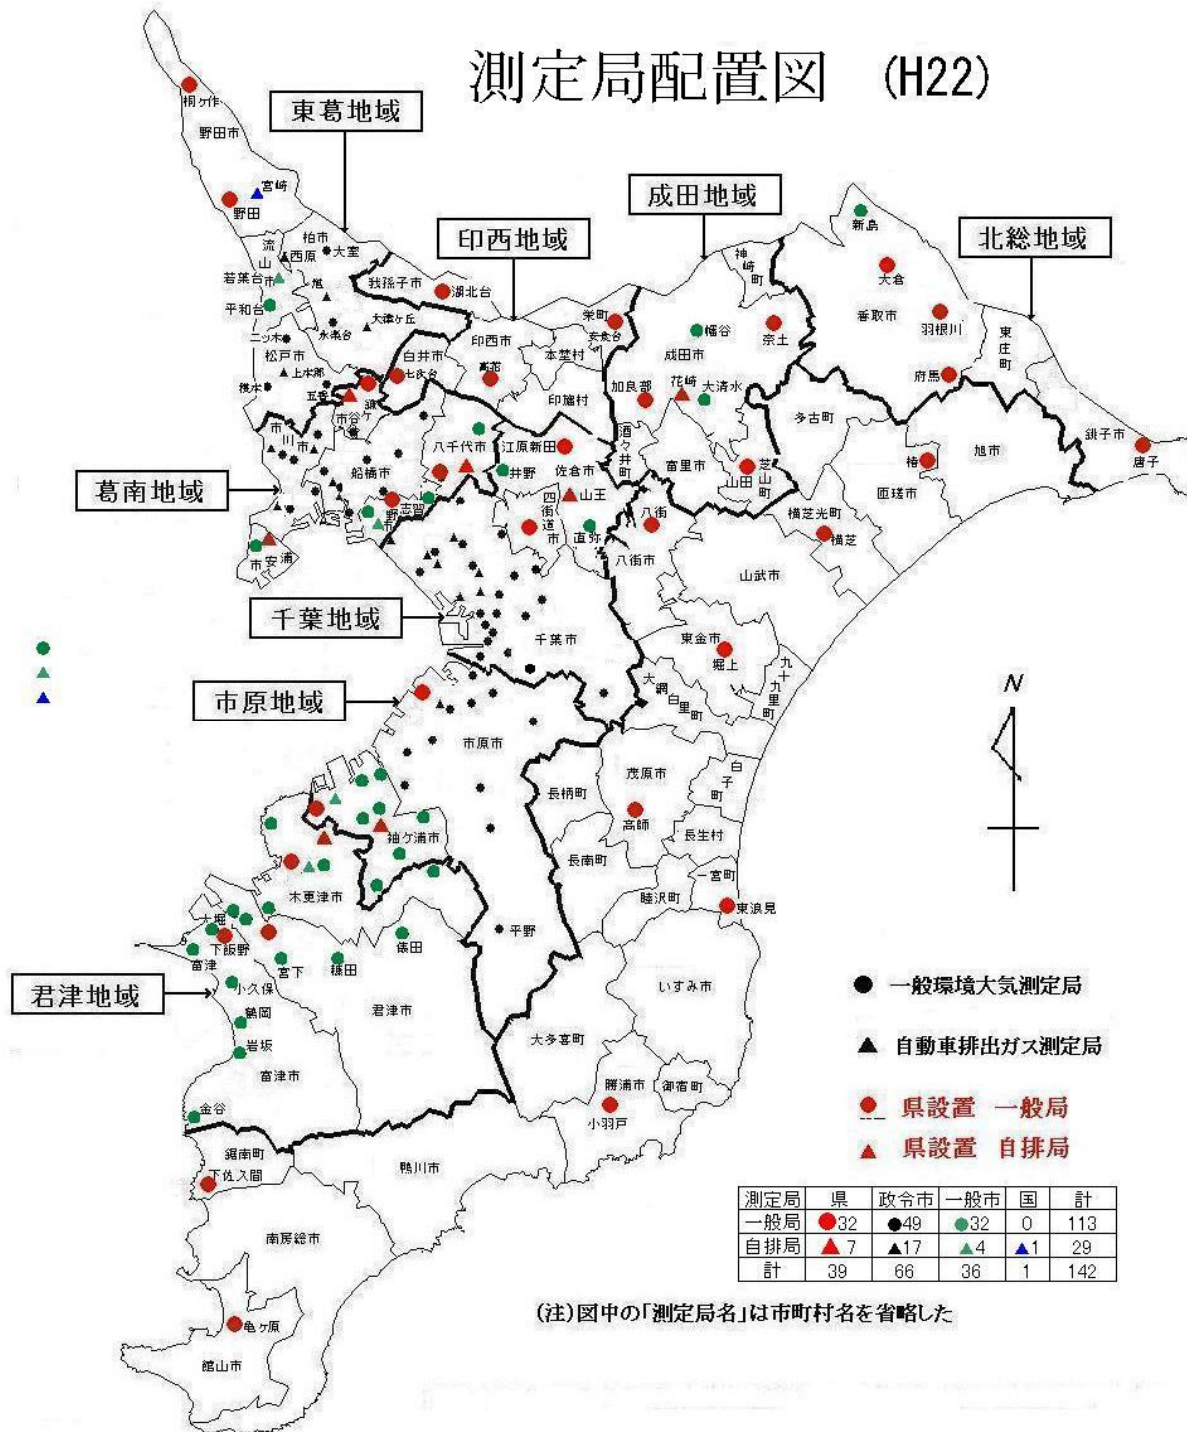 測定局配置図 (H22)
東葛地域
成田地域
印西地域
北総地域
葛南地域
千葉地域
市原地域
君津地域
桐ヶ作
野田市
宮崎
野田
柏市
大室
流山市
西原
若葉台
旭
平和台
大津ヶ丘
永楽台
二ツ木
松戸市
上本郷
根木
五香
我孫子市
湖北台
白井市
七次台
印西市
高花
本埜村
印旛村
栄町
安食台
神崎町
幡谷
奈土
成田市
加良部
花崎
大清水
新島
大倉
香取市
羽根川
府馬
東庄町
銚子市
唐子
旭市
椿
匝瑳市
多古町
富里市
芝山町
山田
酒々井町
市川市
船橋市
八千代市
江原新田
井野
佐倉市
山王
四街道市
直弥
八街
八街市
横芝光町
横芝
山武市
東金市
堀上
大網白里町
九十九里町
千葉市
市原市
白子町
茂原市
高師
長柄町
長生村
長南町
一宮町
睦沢町
東浪見
袖ケ浦市
木更津市
平野
大堀
下飯野
富津
宮下
糠田
俵田
小久保
鶴岡
岩坂
富津市
君津市
金谷
いすみ市
大多喜町
勝浦市
御宿町
小羽戸
鋸南町
下佐久間
鴨川市
南房総市
亀ヶ原
館山市
N
一般環境大気測定局
自動車排出ガス測定局
県設置 一般局
県設置 自排局
測定局 県 政令市 一般市 国 計
一般局 ●32 ●49 ●32 0 113
自排局 ▲7 ▲17 ▲4 ▲1 29
計 39 66 36 1 142
(注)図中の「測定局名」は市町村名を省略した